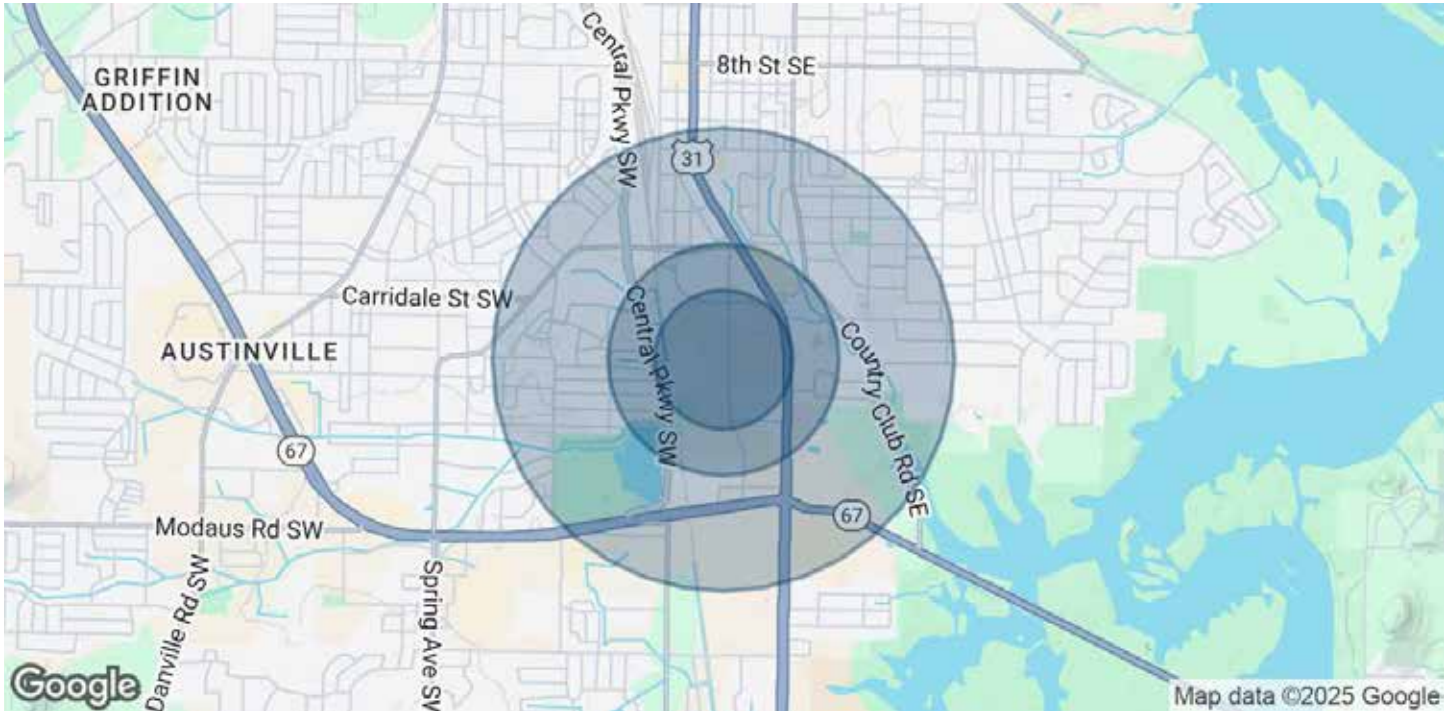 Central Pkwy SW
8th St SE
GRIFFIN
ADDITION
31
Carridale St SW
Central Pkwy SW
Country Club Rd SE
AUSTINVILLE
67
67
Modaus Rd SW
Danville Rd SW
Spring Ave SW
Google
Map data ©2025 Google